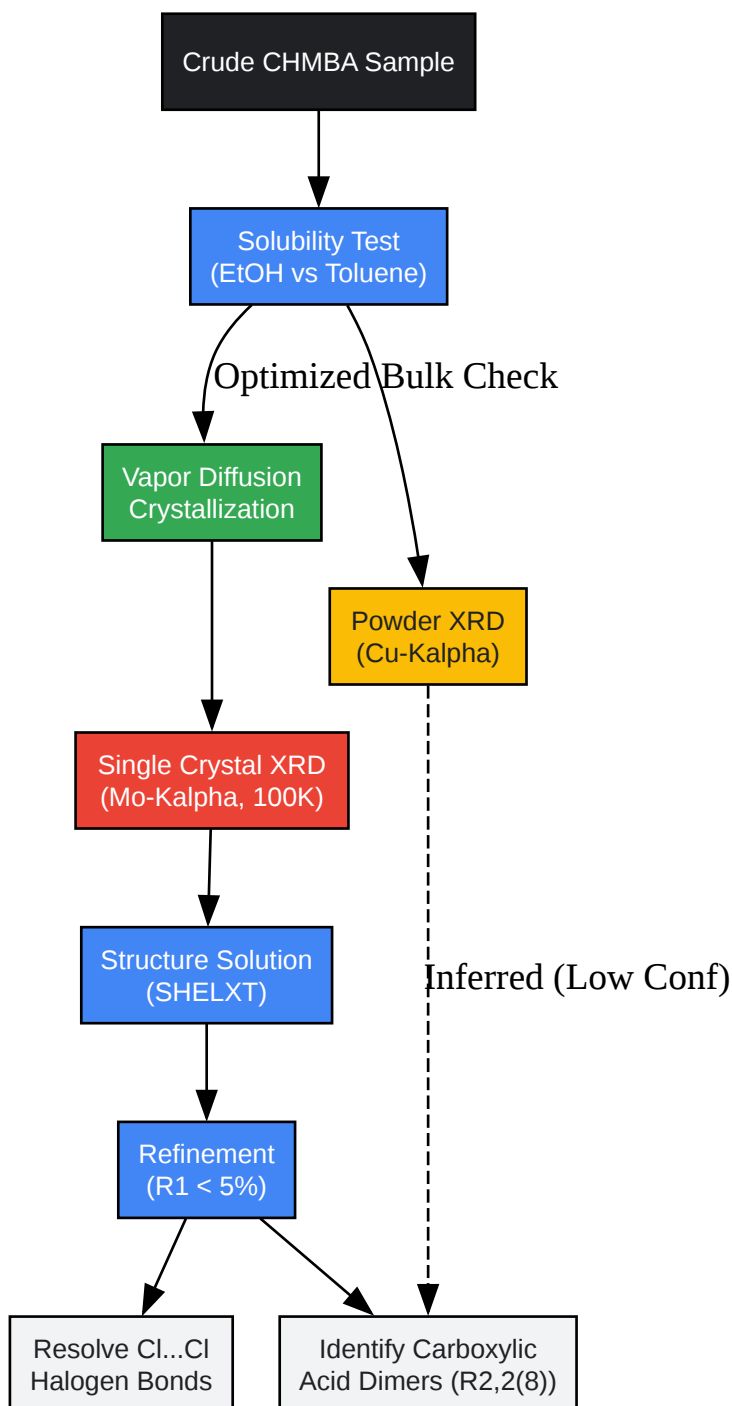 Crude CHMBA Sample
Solubility Test
(EtOH vs Toluene)
Optimized
Bulk Check
Vapor Diffusion
Crystallization
Powder XRD
(Cu-Kalpha)
Single Crystal XRD
(Mo-Kalpha, 100K)
Structure Solution
(SHELXT)
Inferred (Low Conf)
Refinement
(R1 < 5%)
Resolve Cl...Cl
Halogen Bonds
Identify Carboxylic
Acid Dimers (R2,2(8))